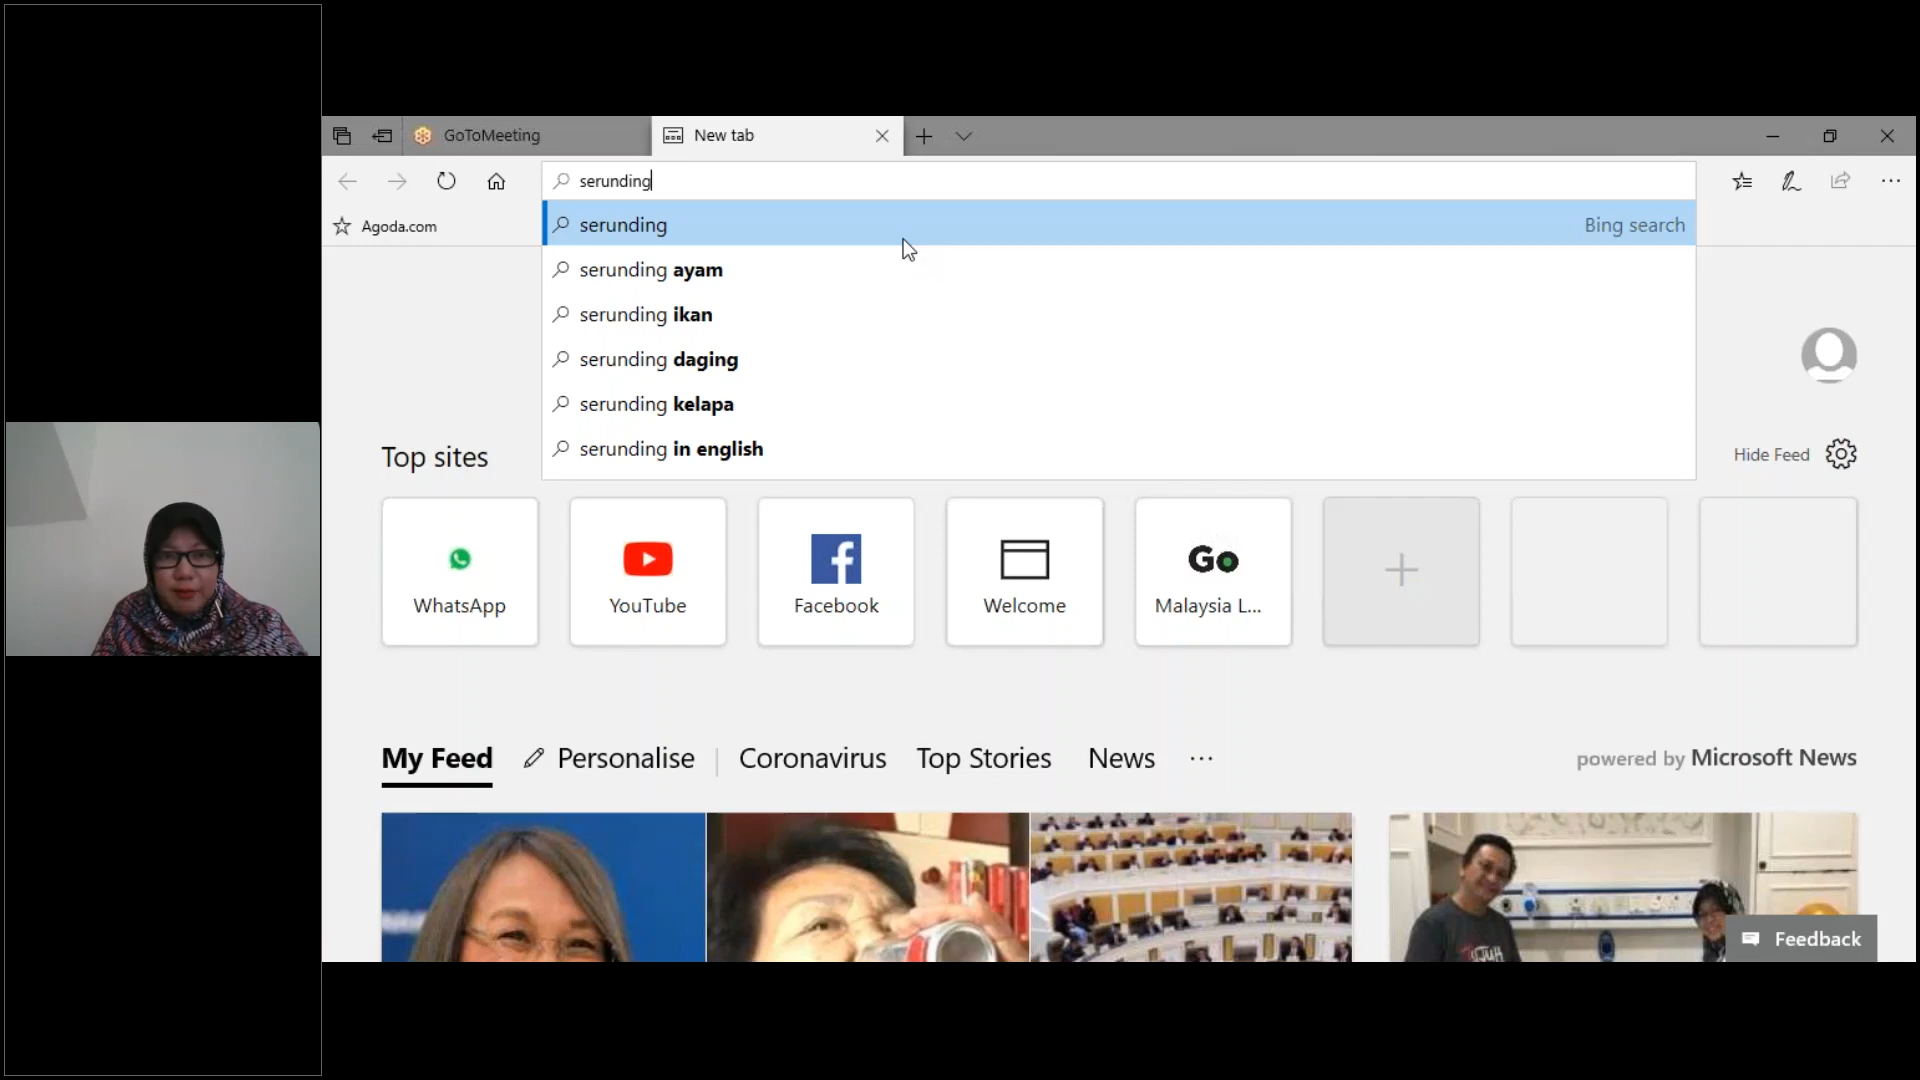 GoToMeeting
New tab
serunding
Agoda.com
serunding
Bing search
serunding ayam
serunding ikan
serunding daging
serunding kelapa
serunding in english
Top sites
Hide Feed
WhatsApp
YouTube
Facebook
Welcome
Go
Malaysia L...
My Feed
Personalise
Coronavirus
Top Stories
News
powered by Microsoft News
Feedback